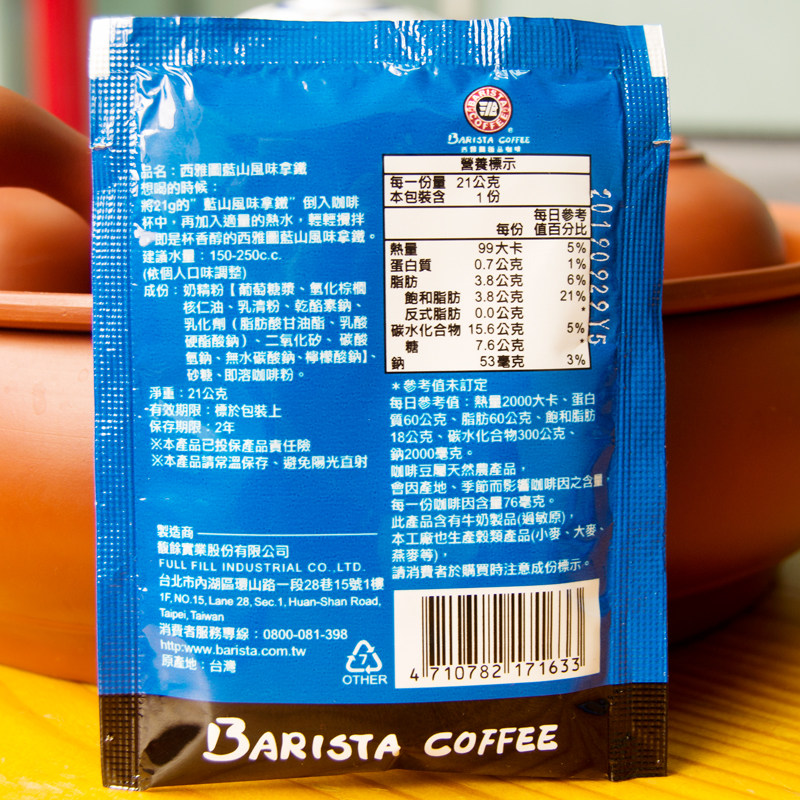 BARISTA COFFEE
BARISTA COFFEE
西雅圖極品咖啡
品名：西雅圖藍山風味拿鐵
想喝的時候：
將21g的”藍山風味拿鐵”倒入咖啡
杯中，再加入適量的熱水，輕輕攪拌
，即是杯香醇的西雅圖藍山風味拿鐵。
建議水量：150-250c.c.
(依個人口味調整)
成份：奶精粉【葡萄糖漿、氫化棕櫚
核仁油、乳清粉、乾酪素鈉、
乳化劑（脂肪酸甘油酯、乳酸
硬酯酸鈉）、二氧化矽、碳酸
氫鈉、無水碳酸鈉、檸檬酸鈉】、
砂糖、即溶咖啡粉。
淨重：21公克
有效期限：標於包裝上
保存期限：2年
※本產品已投保產品責任險
※本產品請常溫保存、避免陽光直射
製造商
馥餘實業股份有限公司
FULL FILL INDUSTRIAL CO.,LTD.
台北市內湖區環山路一段28巷15號1樓
1F, NO.15, Lane 28, Sec.1, Huan-Shan Road,
Taipei, Taiwan
消費者服務專線：0800-081-398
http:www.barista.com.tw
原產地：台灣
營養標示
每一份量 21公克
本包裝含 1份
每份 每日參考值百分比
熱量 99大卡 5%
蛋白質 0.7公克 1%
脂肪 3.8公克 6%
飽和脂肪 3.8公克 21%
反式脂肪 0.0公克 *
碳水化合物 15.6公克 5%
糖 7.6公克 *
鈉 53毫克 3%
20190929Y5
＊參考值未訂定
每日參考值：熱量2000大卡、蛋白
質60公克、脂肪60公克、飽和脂肪
18公克、碳水化合物300公克、
鈉2000毫克。
咖啡豆屬天然農產品，
會因產地、季節而影響咖啡因之含量
每一份咖啡因含量76毫克。
此產品含有牛奶製品(過敏原)，
本工廠也生產穀類產品(小麥、大麥、
燕麥等)，
請消費者於購買時注意成份標示。
7
OTHER
4 710782 171633
BARISTA COFFEE